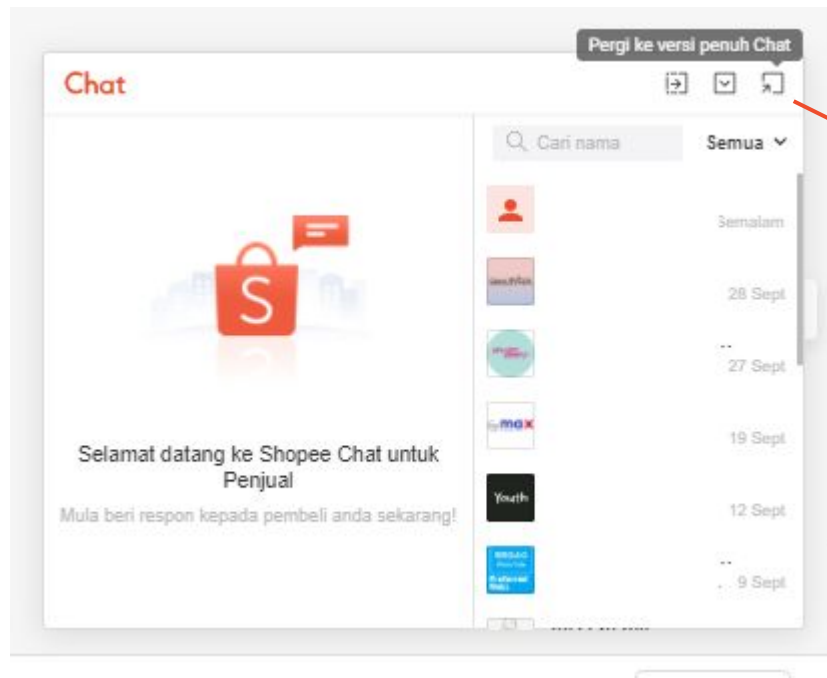 Pergi ke versi penuh Chat
Chat
Cari nama
Semua
Semalam
S
28 Sept
27 Sept
max
19 Sept
Selamat datang ke Shopee Chat untuk
Penjual
Mula beri respon kepada pembeli anda sekarang!
Youth
12 Sept
9 Sept